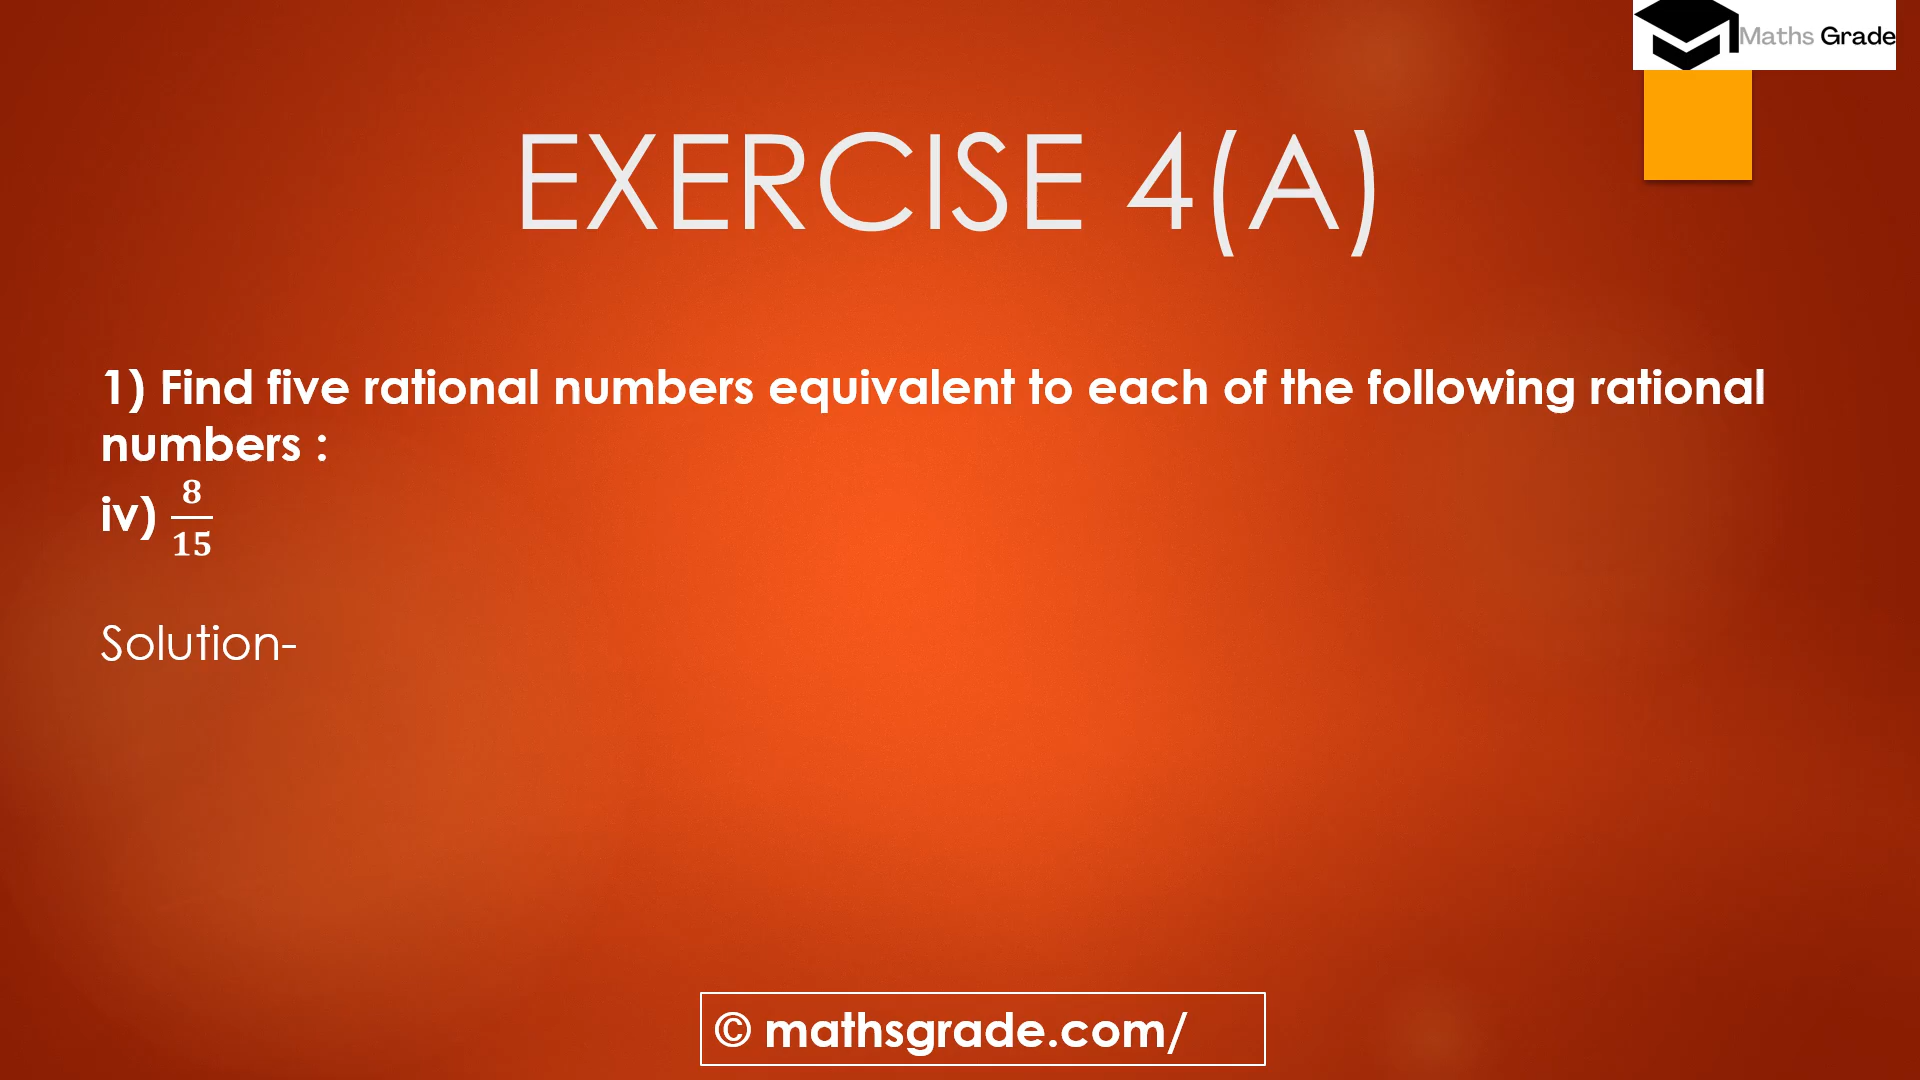 Maths Grade
EXERCISE 4(A)
1) Find five rational numbers equivalent to each of the following rational
numbers :
iv) 8/15
Solution-
© mathsgrade.com/